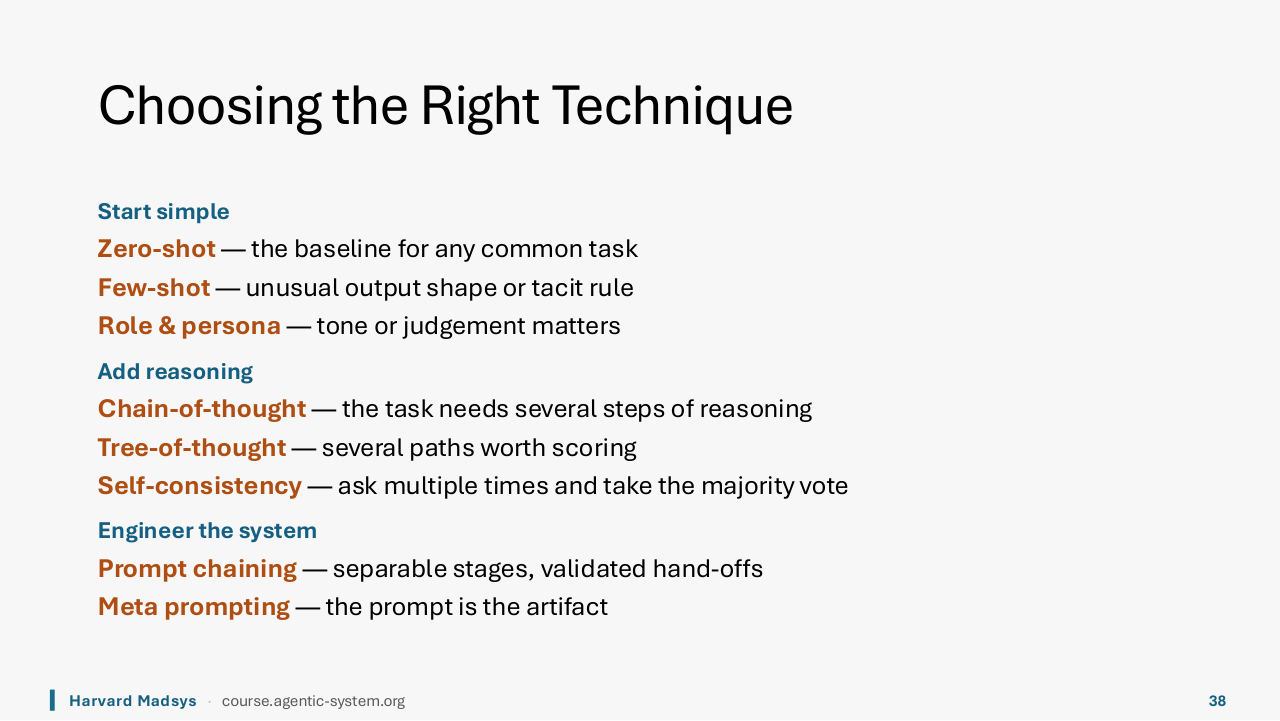 Choosing the Right Technique
Start simple
Zero-shot — the baseline for any common task
Few-shot — unusual output shape or tacit rule
Role & persona — tone or judgement matters
Add reasoning
Chain-of-thought — the task needs several steps of reasoning
Tree-of-thought — several paths worth scoring
Self-consistency — ask multiple times and take the majority vote
Engineer the system
Prompt chaining — separable stages, validated hand-offs
Meta prompting — the prompt is the artifact
Harvard Madsys · course.agentic-system.org
38